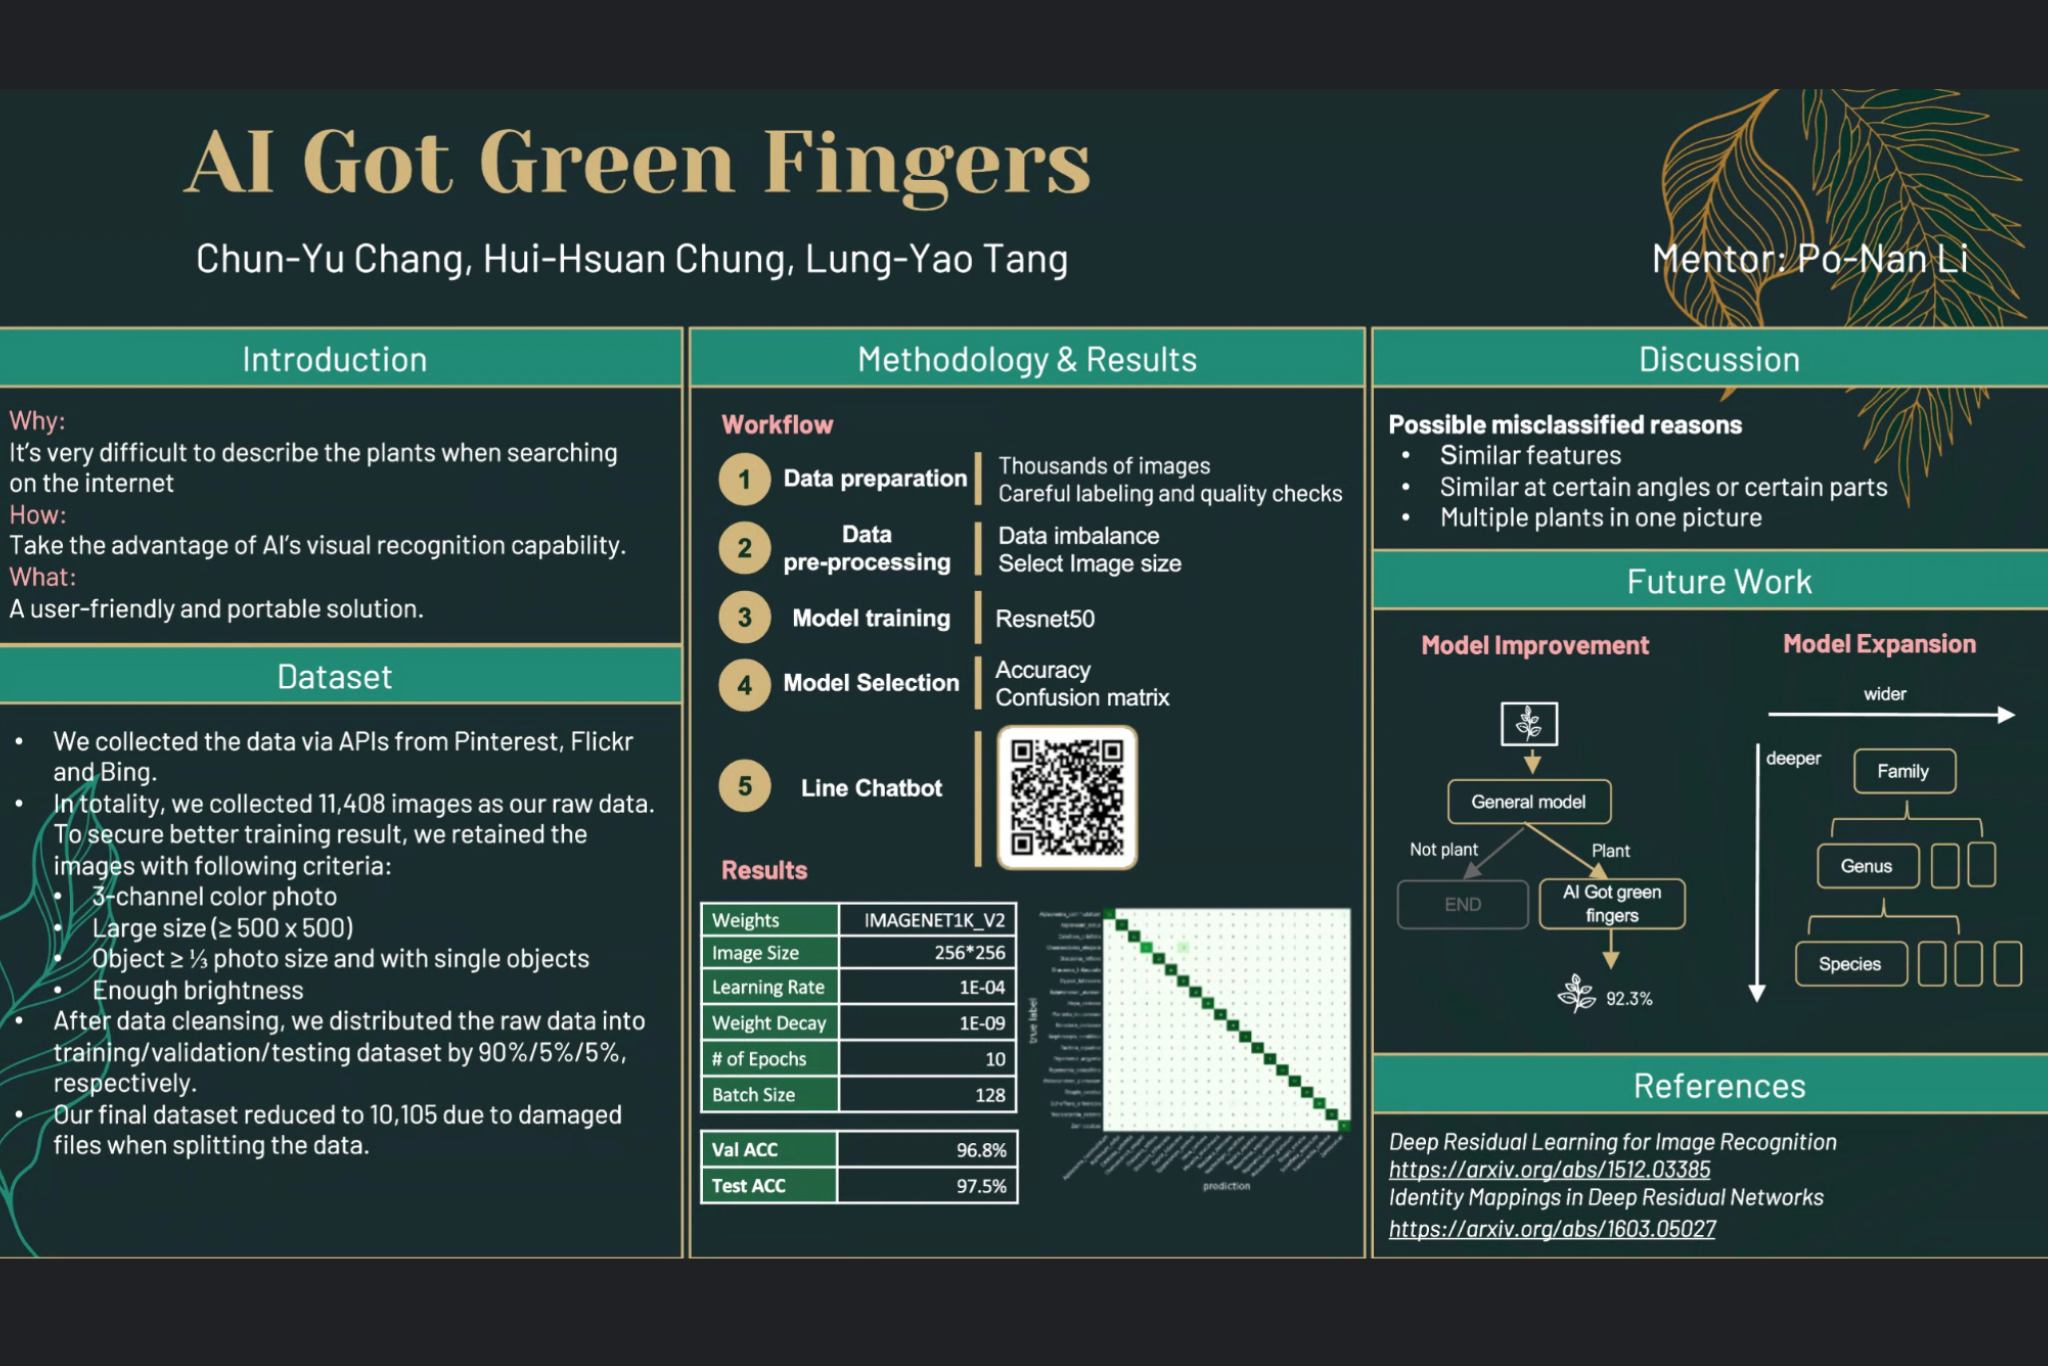 AI Got Green Fingers
Chun-Yu Chang, Hui-Hsuan Chung, Lung-Yao Tang
Mentor: Po-Nan Li
Introduction
Why:
It's very difficult to describe the plants when searching
on the internet
How:
Take the advantage of AI's visual recognition capability.
What:
A user-friendly and portable solution.
Dataset
• We collected the data via APIs from Pinterest, Flickr
and Bing.
• In totality, we collected 11,408 images as our raw data.
To secure better training result, we retained the
images with following criteria:
• 3-channel color photo
• Large size (≥ 500 x 500)
• Object ≥ ⅓ photo size and with single objects
• Enough brightness
• After data cleansing, we distributed the raw data into
training/validation/testing dataset by 90%/5%/5%,
respectively.
• Our final dataset reduced to 10,105 due to damaged
files when splitting the data.
Methodology & Results
Workflow
1 Data preparation
Thousands of images
Careful labeling and quality checks
2 Data
pre-processing
Data imbalance
Select Image size
3 Model training
Resnet50
4 Model Selection
Accuracy
Confusion matrix
5 Line Chatbot
Results
Weights IMAGENET1K_V2
Image Size 256*256
Learning Rate 1E-04
Weight Decay 1E-09
# of Epochs 10
Batch Size 128
Val ACC 96.8%
Test ACC 97.5%
true label
prediction
Discussion
Possible misclassified reasons
• Similar features
• Similar at certain angles or certain parts
• Multiple plants in one picture
Future Work
Model Improvement
General model
Not plant
Plant
END
AI Got green
fingers
92.3%
Model Expansion
wider
deeper
Family
Genus
Species
References
Deep Residual Learning for Image Recognition
https://arxiv.org/abs/1512.03385
Identity Mappings in Deep Residual Networks
https://arxiv.org/abs/1603.05027